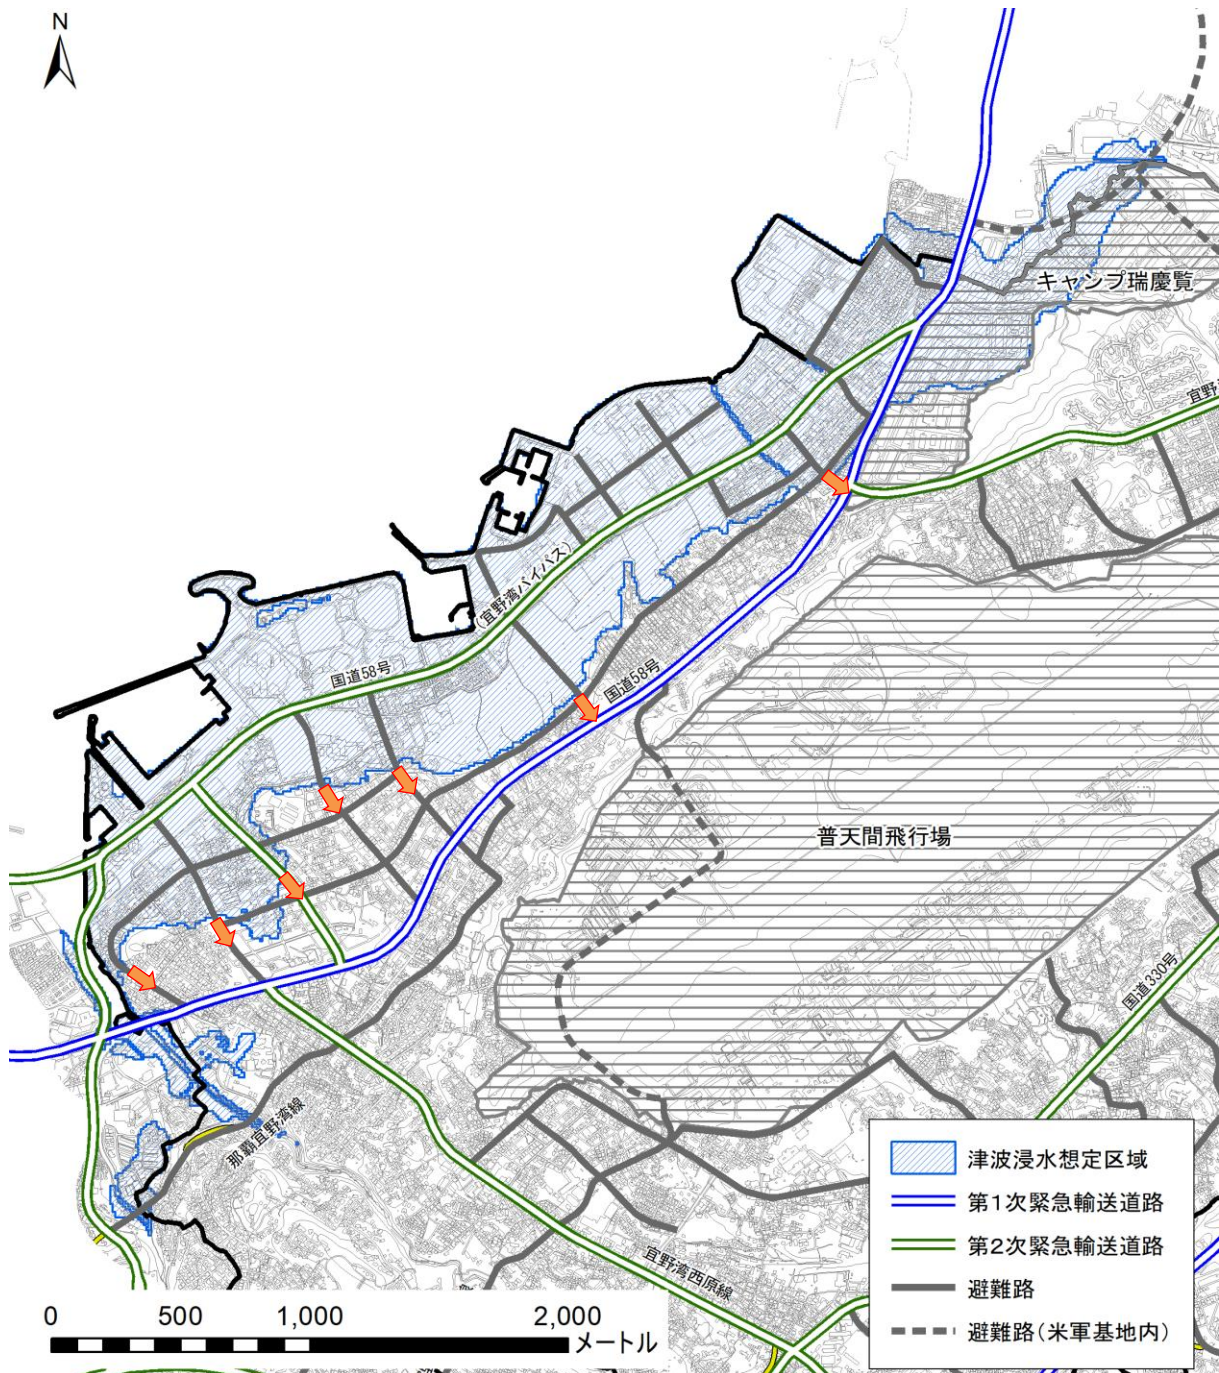 N
キャンプ瑞慶覧
宜野
(宜野湾バイパス)
国道58号
国道58号
普天間飛行場
国道330号
那覇宜野湾線
宜野湾西原線
津波浸水想定区域
第1次緊急輸送道路
第2次緊急輸送道路
避難路
避難路(米軍基地内)
0 500 1,000 2,000
メートル